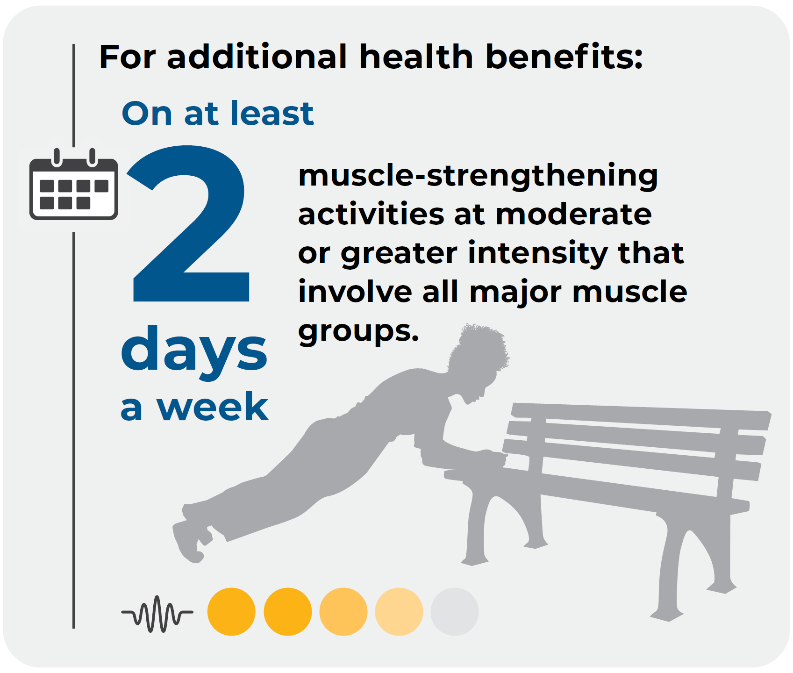 For additional health benefits:
On at least
2
days
a week
muscle-strengthening
activities at moderate
or greater intensity that
involve all major muscle
groups.